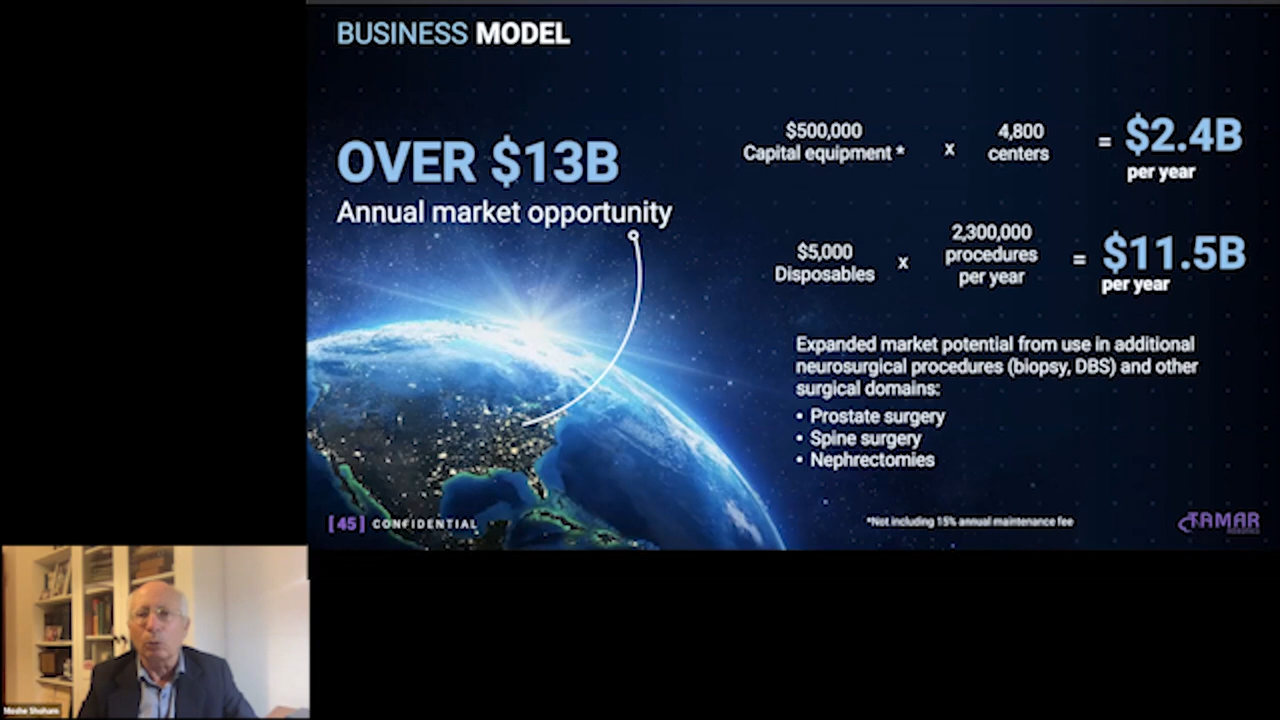 BUSINESS MODEL
OVER $13B
Annual market opportunity
$500,000
Capital equipment *
x
4,800
centers
= $2.4B
per year
$5,000
Disposables
x
2,300,000
procedures
per year
= $11.5B
per year
Expanded market potential from use in additional
neurosurgical procedures (biopsy, DBS) and other
surgical domains:
• Prostate surgery
• Spine surgery
• Nephrectomies
[45] CONFIDENTIAL
*Not including 15% annual maintenance fee
TAMAR
ROBOTICS
Moshe Shoham